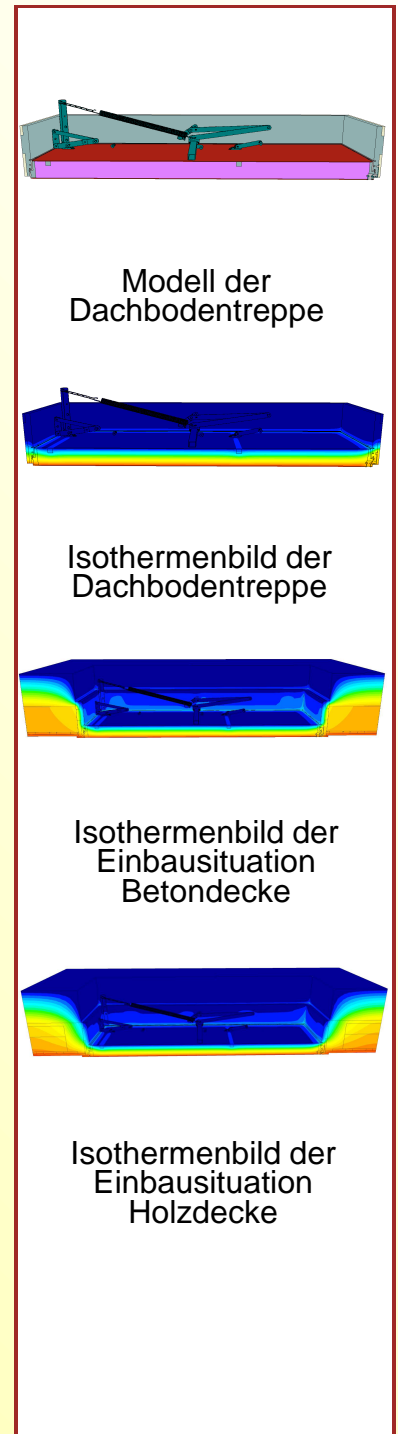 Modell der
Dachbodentreppe
Isothermenbild der
Dachbodentreppe
Isothermenbild der
Einbausituation
Betondecke
Isothermenbild der
Einbausituation
Holzdecke